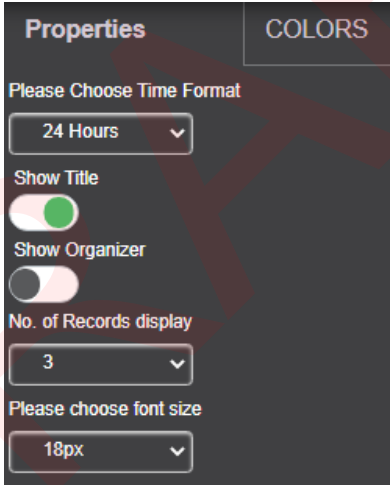 Properties COLORS
Please Choose Time Format
24 Hours
Show Title
Show Organizer
No. of Records display
3
Please choose font size
18px